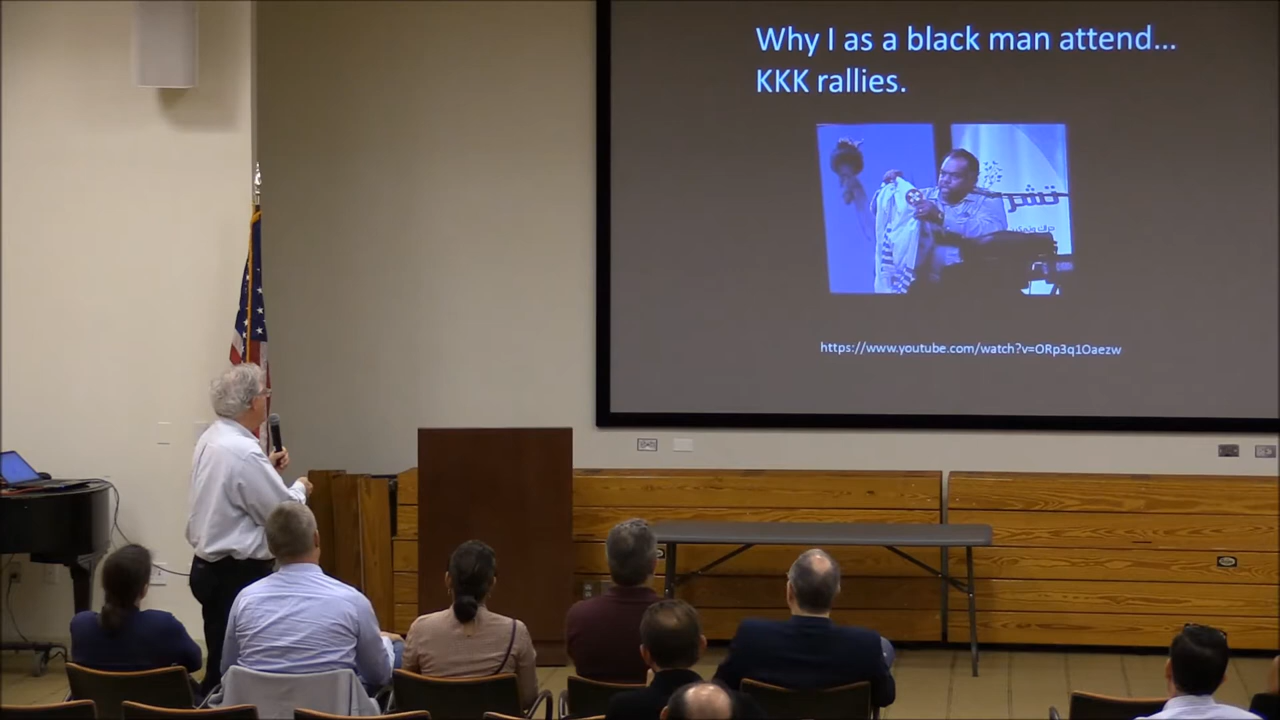 Why I as a black man attend...
KKK rallies.
https://www.youtube.com/watch?v=ORp3q1Oaezw